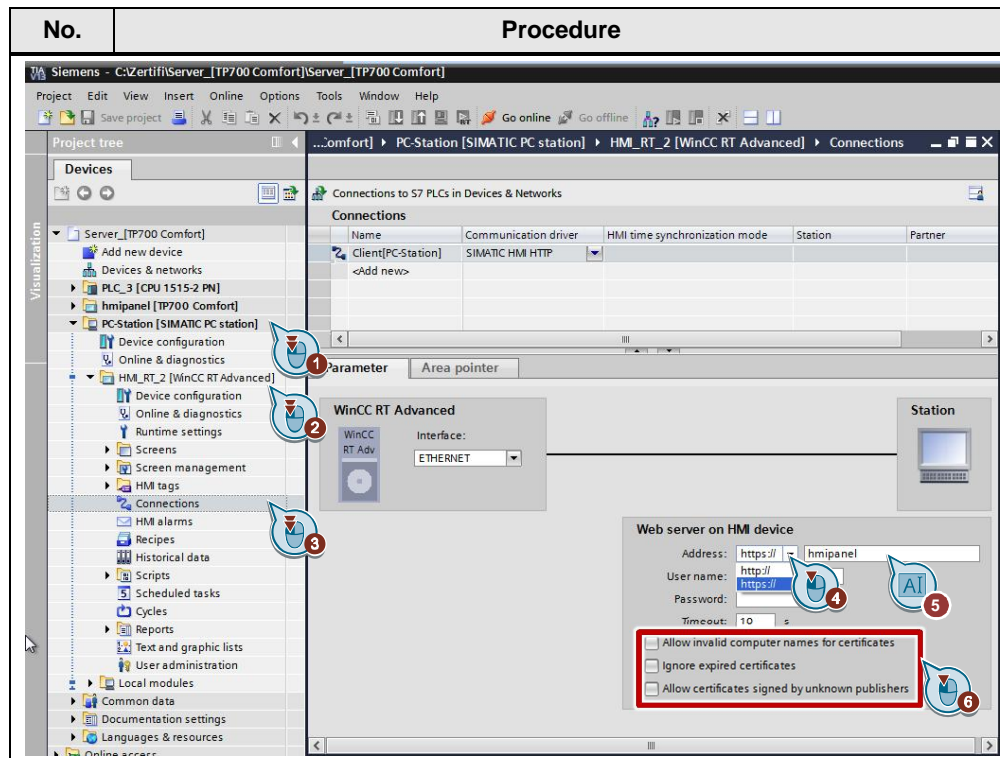 No. Procedure
Siemens - C:\Zertifi\Server_[TP700 Comfort]\Server_[TP700 Comfort]
Project Edit View Insert Online Options Tools Window Help
Save project Go online Go offline
Project tree
...omfort] PC-Station [SIMATIC PC station] HMI_RT_2 [WinCC RT Advanced] Connections
Devices
Visualization
Connections to S7 PLCs in Devices & Networks
Connections
Name Communication driver HMI time synchronization mode Station Partner
Client[PC-Station] SIMATIC HMI HTTP
<Add new>
Server_[TP700 Comfort]
Add new device
Devices & networks
PLC_3 [CPU 1515-2 PN]
hmipanel [TP700 Comfort]
PC-Station [SIMATIC PC station]
Device configuration
1
Online & diagnostics
HMI_RT_2 [WinCC RT Advanced]
Device configuration
2
Online & diagnostics
Runtime settings
Screens
Screen management
HMI tags
Connections
3
HMI alarms
Recipes
Historical data
Scripts
5 Scheduled tasks
Cycles
Reports
Text and graphic lists
User administration
Local modules
Common data
Documentation settings
Languages & resources
Online access
Parameter Area pointer
WinCC RT Advanced
Station
WinCC
RT Adv
Interface:
ETHERNET
Web server on HMI device
Address: https:// hmipanel
http://
https://
User name:
4
AI
5
Password:
Timeout: 10 s
Allow invalid computer names for certificates
Ignore expired certificates
Allow certificates signed by unknown publishers
6